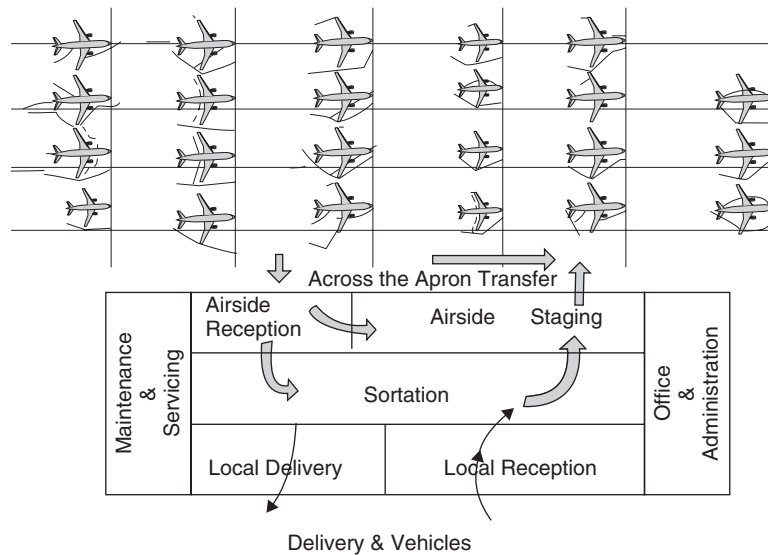 Across the Apron Transfer
Airside
Reception
Airside
Staging
Maintenance
&
Servicing
Sortation
Office
&
Administration
Local Delivery
Local Reception
Delivery & Vehicles